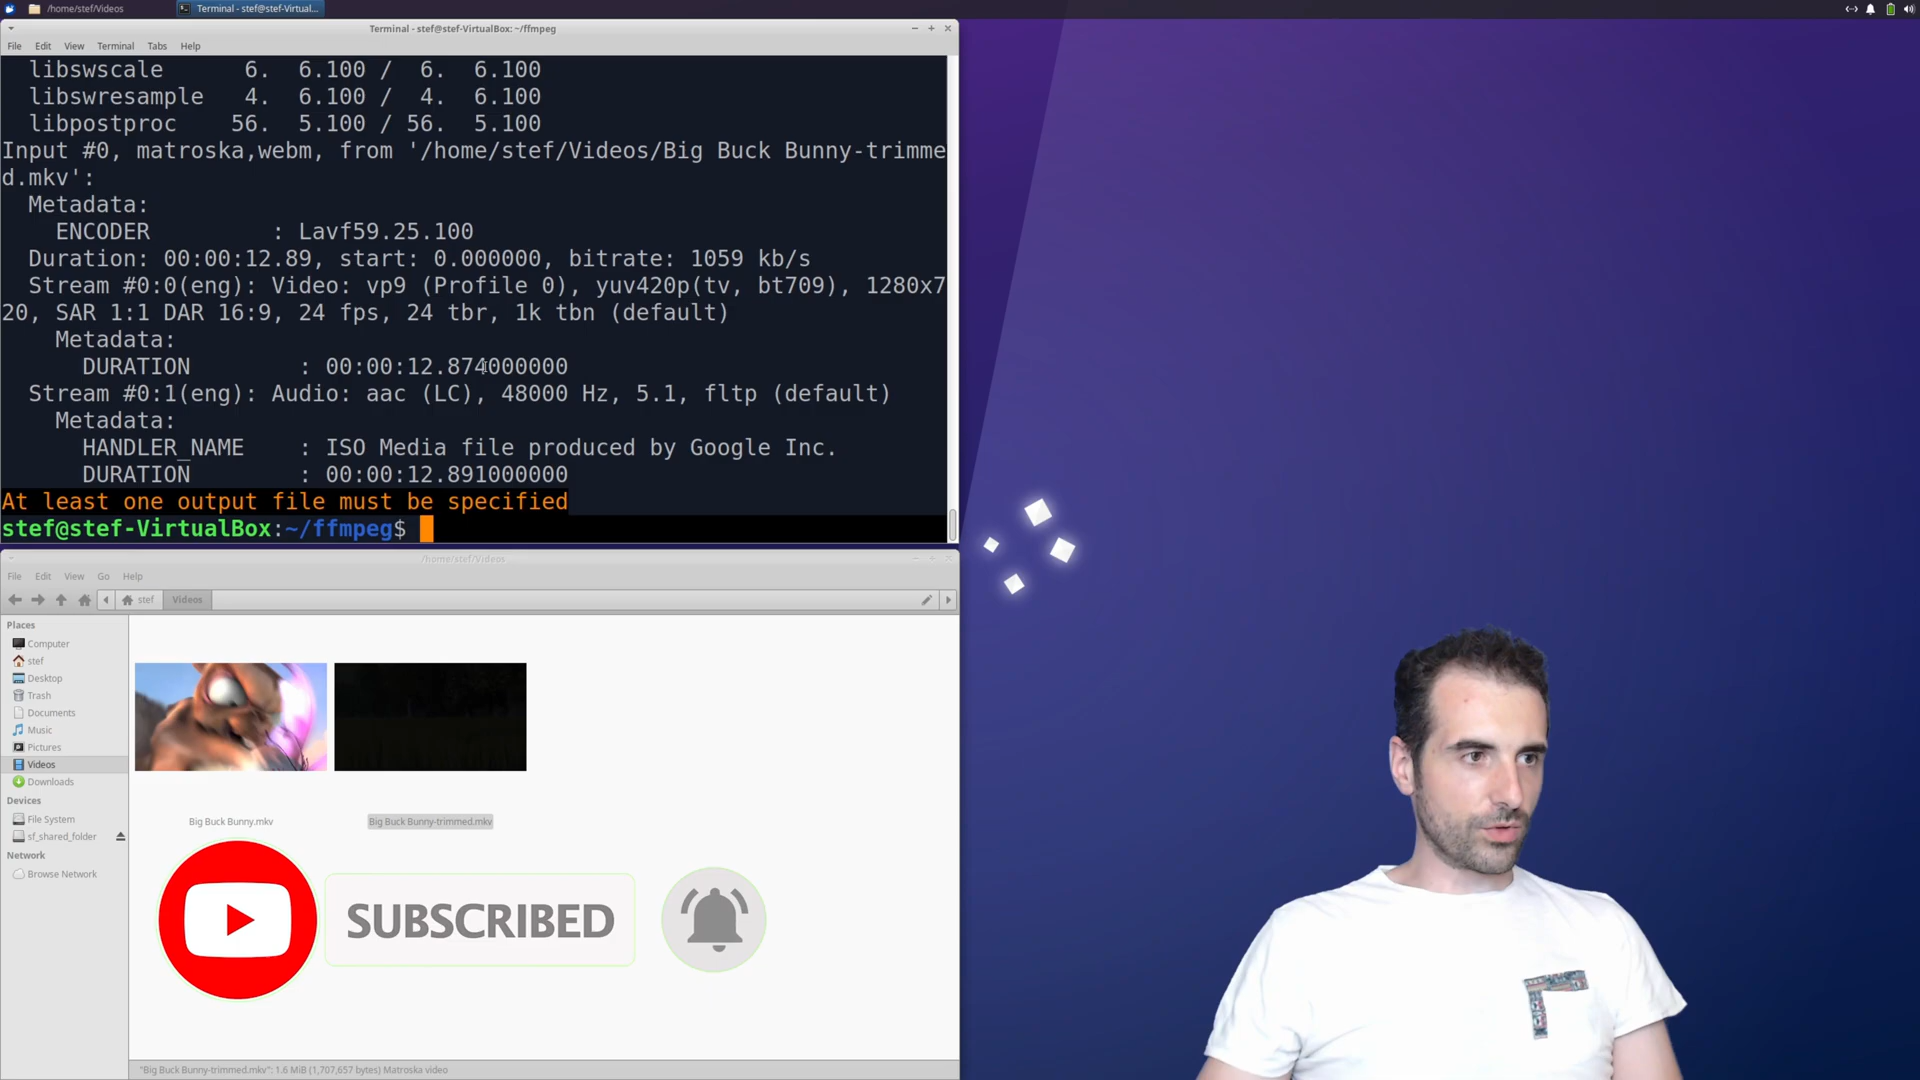 /home/stef/Videos
Terminal - stef@stef-Virtual...
Terminal - stef@stef-VirtualBox: ~/ffmpeg
File Edit View Terminal Tabs Help
libswscale 6. 6.100 / 6. 6.100
libswresample 4. 6.100 / 4. 6.100
libpostproc 56. 5.100 / 56. 5.100
Input #0, matroska,webm, from '/home/stef/Videos/Big Buck Bunny-trimme
d.mkv':
Metadata:
ENCODER : Lavf59.25.100
Duration: 00:00:12.89, start: 0.000000, bitrate: 1059 kb/s
Stream #0:0(eng): Video: vp9 (Profile 0), yuv420p(tv, bt709), 1280x7
20, SAR 1:1 DAR 16:9, 24 fps, 24 tbr, 1k tbn (default)
Metadata:
DURATION : 00:00:12.874000000
Stream #0:1(eng): Audio: aac (LC), 48000 Hz, 5.1, fltp (default)
Metadata:
HANDLER_NAME : ISO Media file produced by Google Inc.
DURATION : 00:00:12.891000000
At least one output file must be specified
stef@stef-VirtualBox:~/ffmpeg$
/home/stef/Videos
File Edit View Go Help
stef Videos
Places
Computer
stef
Desktop
Trash
Documents
Music
Pictures
Videos
Downloads
Devices
File System
sf_shared_folder
Network
Browse Network
Big Buck Bunny.mkv
Big Buck Bunny-trimmed.mkv
SUBSCRIBED
"Big Buck Bunny-trimmed.mkv": 1.6 MiB (1,707,657 bytes) Matroska video